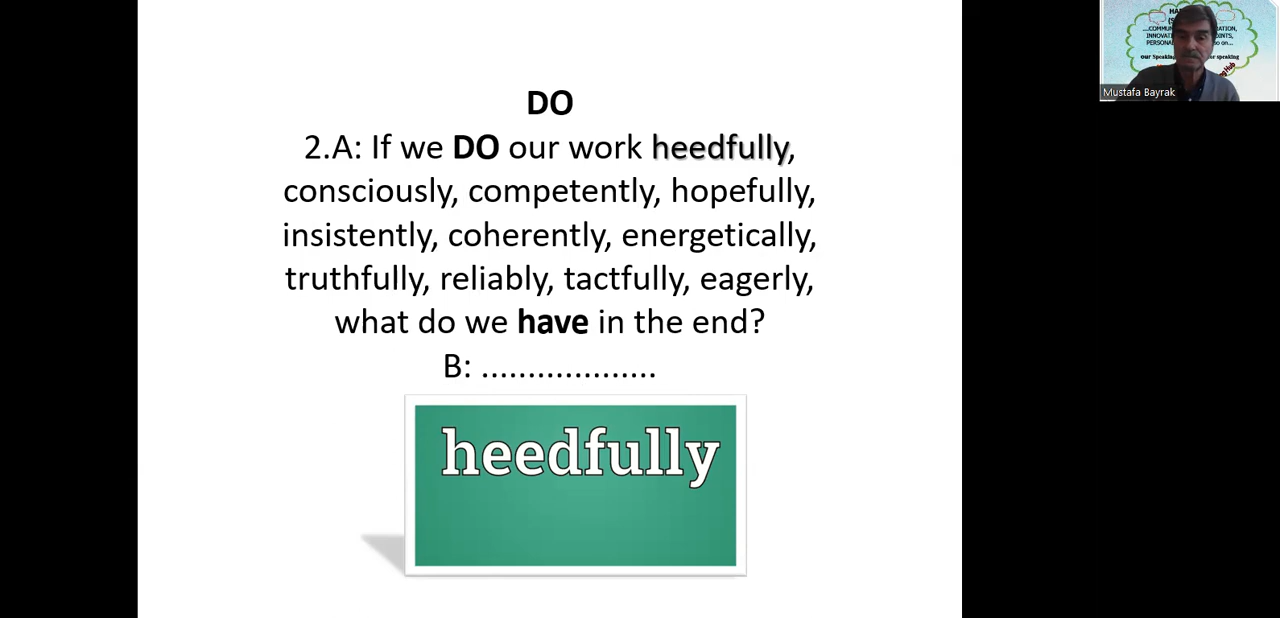 DO
2.A: If we DO our work heedfully,
consciously, competently, hopefully,
insistently, coherently, energetically,
truthfully, reliably, tactfully, eagerly,
what do we have in the end?
B: ...................
heedfully
Mustafa Bayrak